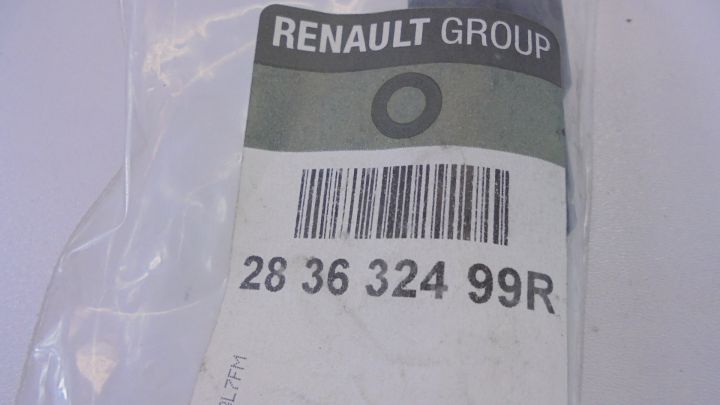 RENAULT GROUP
28 36 324 99R